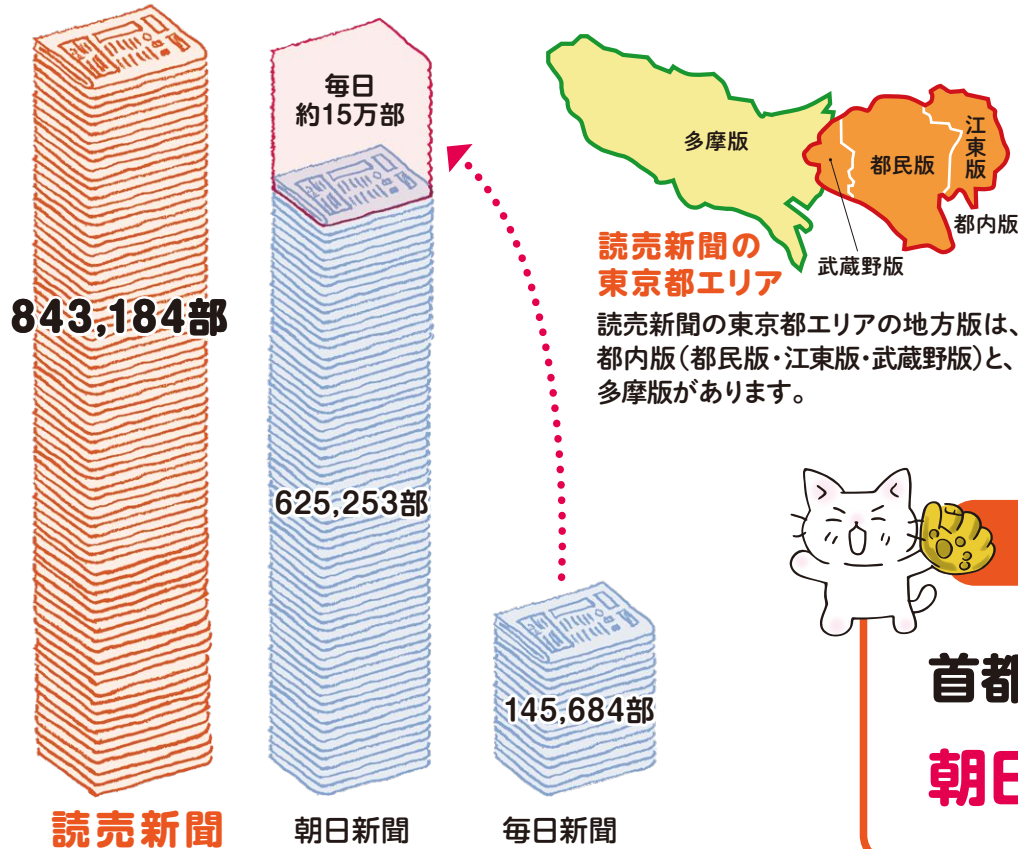 毎日
約15万部
843,184部
625,253部
145,684部
読売新聞
朝日新聞
毎日新聞
多摩版
都民版
江東版
都内版
武蔵野版
読売新聞の
東京都エリア
読売新聞の東京都エリアの地方版は、
都内版(都民版・江東版・武蔵野版)と、
多摩版があります。
首都
朝日